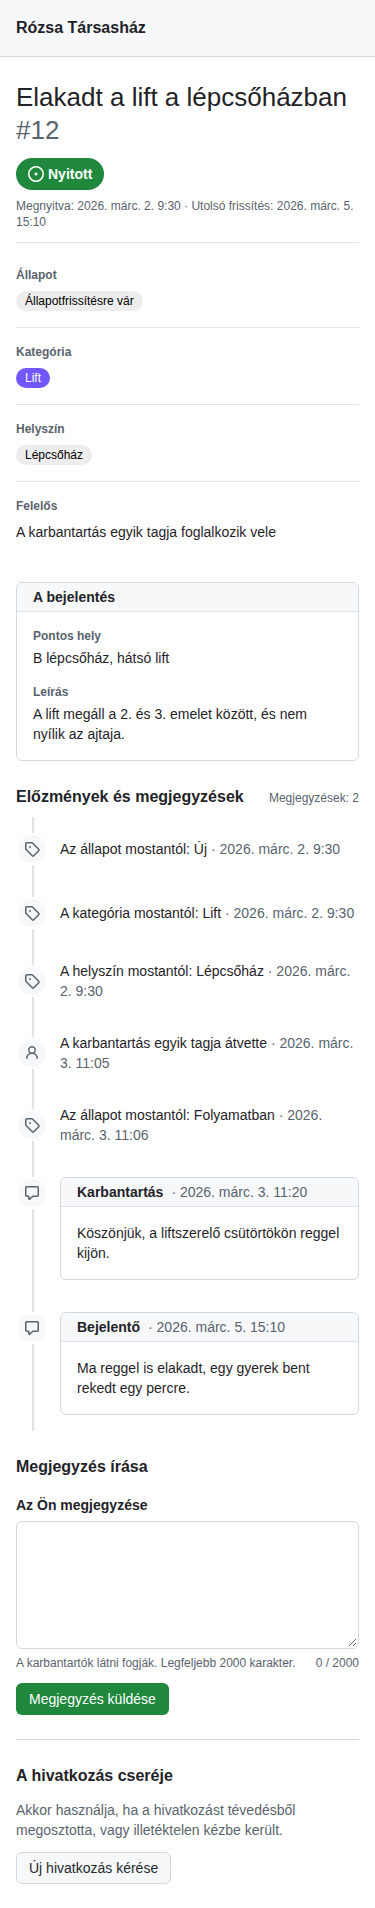 Rózsa Társasház
Elakadt a lift a lépcsőházban
#12
Nyitott
Megnyitva: 2026. márc. 2. 9:30 · Utolsó frissítés: 2026. márc. 5.
15:10
Állapot
Állapotfrissítésre vár
Kategória
Lift
Helyszín
Lépcsőház
Felelős
A karbantartás egyik tagja foglalkozik vele
A bejelentés
Pontos hely
B lépcsőház, hátsó lift
Leírás
A lift megáll a 2. és 3. emelet között, és nem
nyílik az ajtaja.
Előzmények és megjegyzések Megjegyzések: 2
Az állapot mostantól: Új · 2026. márc. 2. 9:30
A kategória mostantól: Lift · 2026. márc. 2. 9:30
A helyszín mostantól: Lépcsőház · 2026. márc.
2. 9:30
A karbantartás egyik tagja átvette · 2026. márc.
3. 11:05
Az állapot mostantól: Folyamatban · 2026.
márc. 3. 11:06
Karbantartás · 2026. márc. 3. 11:20
Köszönjük, a liftszerelő csütörtökön reggel
kijön.
Bejelentő · 2026. márc. 5. 15:10
Ma reggel is elakadt, egy gyerek bent
rekedt egy percre.
Megjegyzés írása
Az Ön megjegyzése
A karbantartók látni fogják. Legfeljebb 2000 karakter. 0 / 2000
Megjegyzés küldése
A hivatkozás cseréje
Akkor használja, ha a hivatkozást tévedésből
megosztotta, vagy illetéktelen kézbe került.
Új hivatkozás kérése